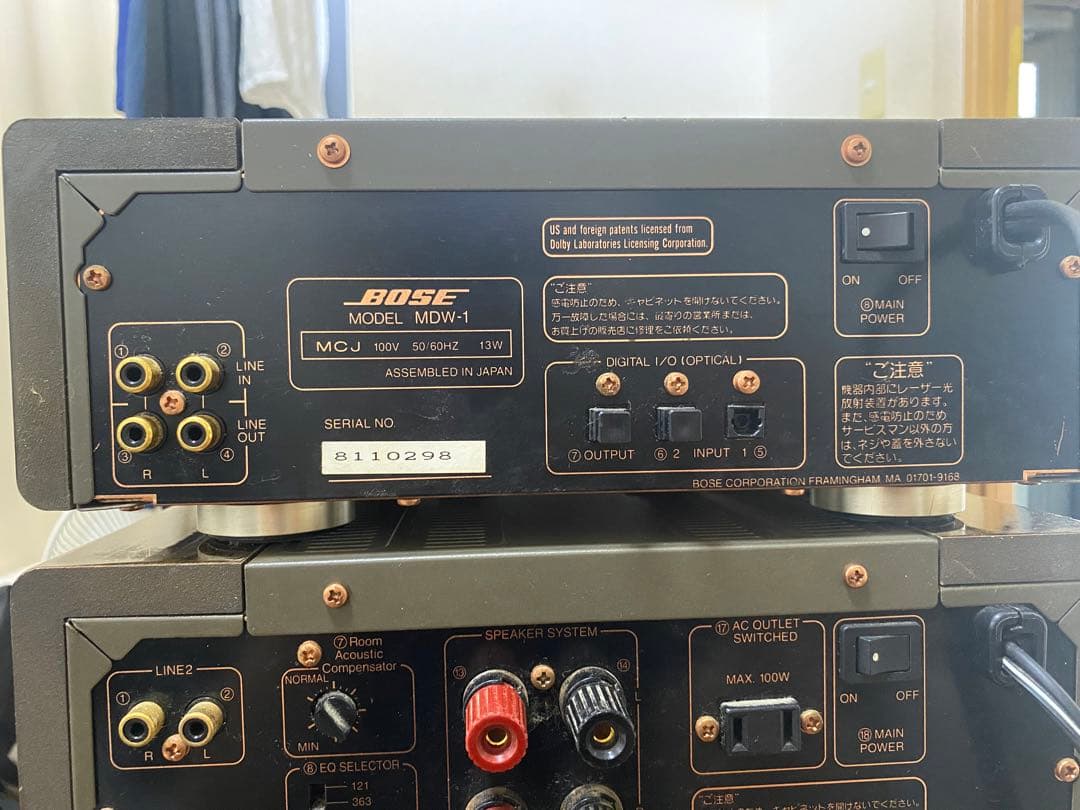 US and foreign patents licensed from
Dolby Laboratories Licensing Corporation.
BOSE
MODEL MDW-1
MCJ 100V 50/60HZ 13W
ASSEMBLED IN JAPAN
"ご注意"
感電防止のため、キャビネットを開けないでください。
万一故障した場合には、最寄りの営業所または、
お買上げの販売店に修理をご依頼ください。
ON OFF
⑧MAIN
POWER
① ②
LINE
IN
LINE
OUT
③ ④
R L
SERIAL NO.
8110298
DIGITAL I/O (OPTICAL)
⑦ OUTPUT ⑥ 2 INPUT 1 ⑤
"ご注意"
機器内部にレーザー光
放射装置があります。
また、感電防止のため
サービスマン以外の方
は、ネジや蓋を外さない
でください。
BOSE CORPORATION FRAMINGHAM MA 01701-9168
LINE2
① ②
R L
⑦ Room
Acoustic
Compensator
NORMAL
MIN
⑧ EQ SELECTOR
121
363
SPEAKER SYSTEM
⑬ ⑭
L
⑰ AC OUTLET
SWITCHED
MAX. 100W
ON OFF
⑱ MAIN
POWER
"ご注意"